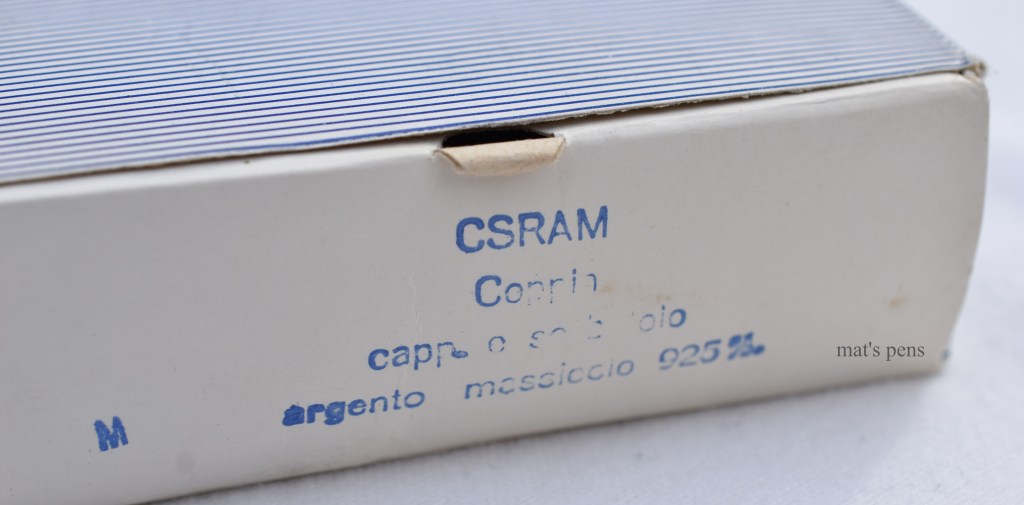 CSRAM
argento massiccio 925‰
M
mat's pens